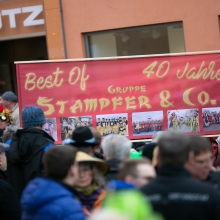 UTZ
Best Of 40 Jahre
GRUPPE
STAMPFER & CO.